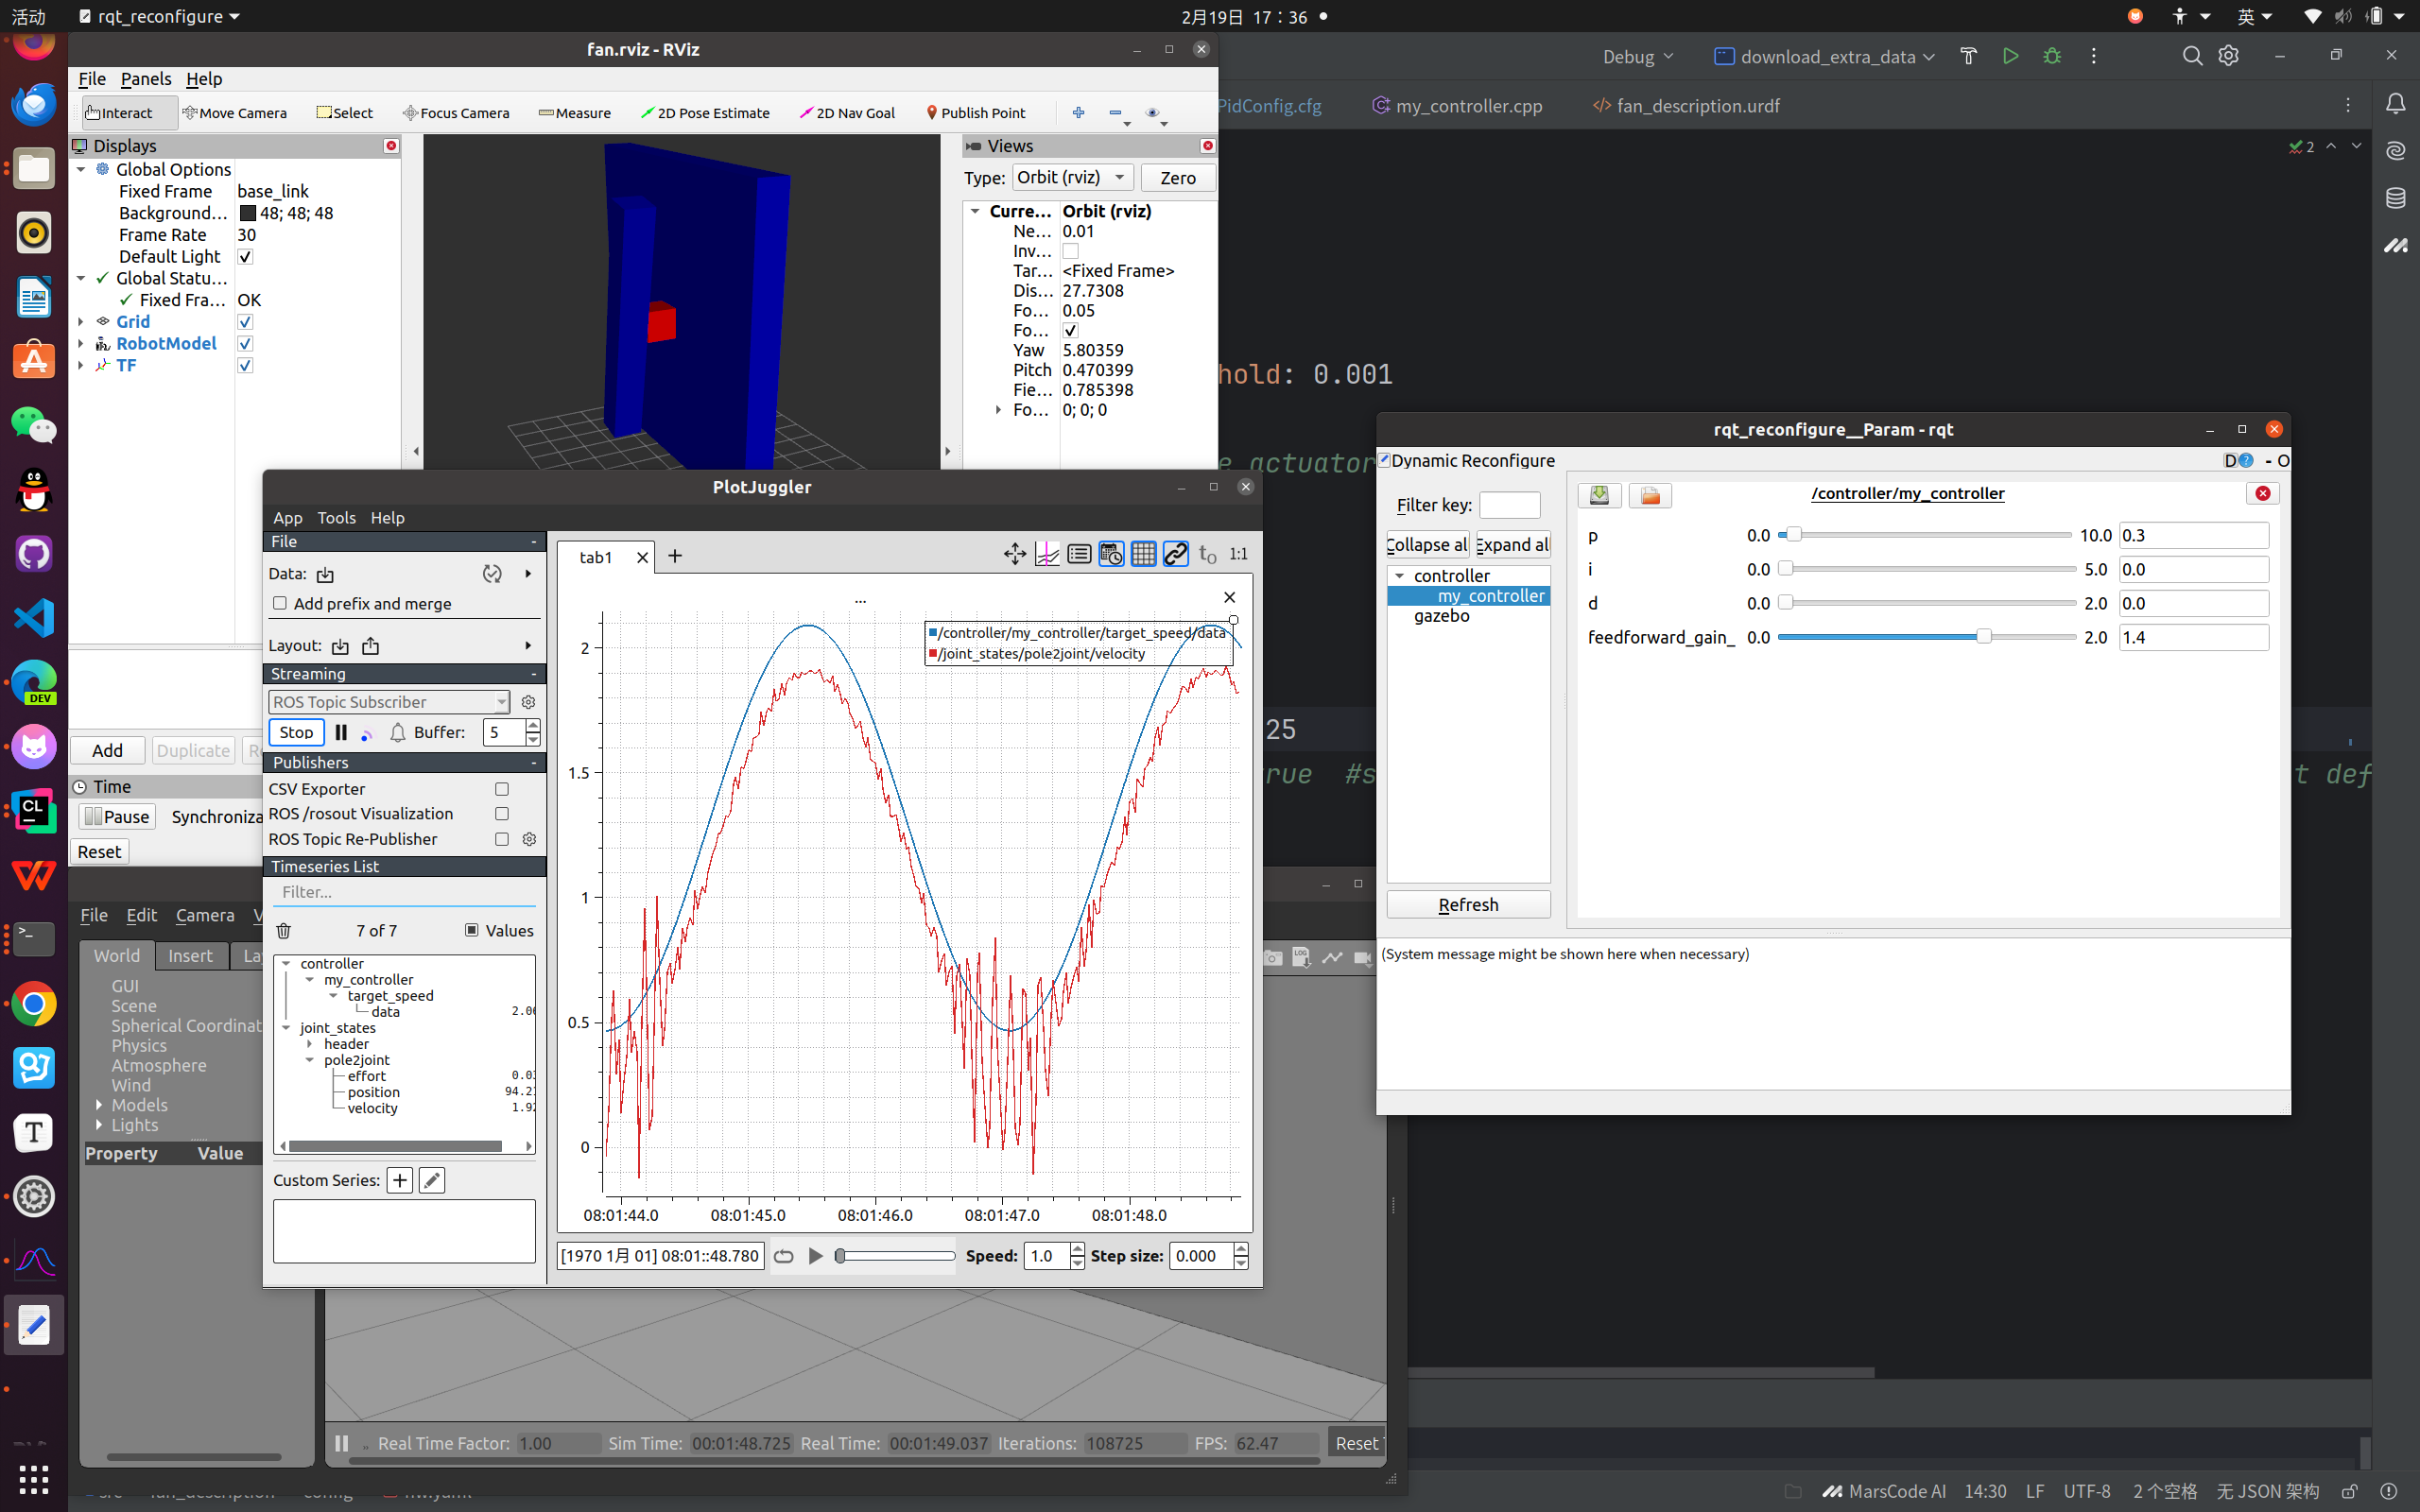 活动
rqt_reconfigure
2月19日 17：36
英
fan.rviz - RViz
File Panels Help
Interact Move Camera Select Focus Camera Measure 2D Pose Estimate 2D Nav Goal Publish Point
Displays
Global Options
Fixed Frame base_link
Background... 48; 48; 48
Frame Rate 30
Default Light
Global Statu...
Fixed Fra... OK
Grid
RobotModel
TF
Add Duplicate
Time
Pause Synchroniza
Reset
Views
Type: Orbit (rviz) Zero
Curre... Orbit (rviz)
Ne... 0.01
Inv...
Tar... <Fixed Frame>
Dis... 27.7308
Fo... 0.05
Fo...
Yaw 5.80359
Pitch 0.470399
Fie... 0.785398
Fo... 0; 0; 0
Debug download_extra_data
PidConfig.cfg my_controller.cpp fan_description.urdf
2
hold: 0.001
e actuator
25
rue #s
t def
PlotJuggler
App Tools Help
File -
Data:
Add prefix and merge
Layout:
Streaming -
ROS Topic Subscriber
Stop Buffer: 5
Publishers -
CSV Exporter
ROS /rosout Visualization
ROS Topic Re-Publisher
Timeseries List
Filter...
7 of 7 Values
controller
my_controller
target_speed
data 2.06
joint_states
header
pole2joint
effort 0.03
position 94.21
velocity 1.92
Custom Series:
tab1
t0 1:1
...
/controller/my_controller/target_speed/data
/joint_states/pole2joint/velocity
2
1.5
1
0.5
0
08:01:44.0 08:01:45.0 08:01:46.0 08:01:47.0 08:01:48.0
[1970 1月 01] 08:01::48.780 Speed: 1.0 Step size: 0.000
rqt_reconfigure__Param - rqt
Dynamic Reconfigure D - O
Filter key:
Collapse al Expand al
controller
my_controller
gazebo
Refresh
/controller/my_controller
p 0.0 10.0 0.3
i 0.0 5.0 0.0
d 0.0 2.0 0.0
feedforward_gain_ 0.0 2.0 1.4
(System message might be shown here when necessary)
File Edit Camera V
World Insert La
GUI
Scene
Spherical Coordinat
Physics
Atmosphere
Wind
Models
Lights
Property Value
LOG
Real Time Factor: 1.00 Sim Time: 00:01:48.725 Real Time: 00:01:49.037 Iterations: 108725 FPS: 62.47 Reset
MarsCode AI 14:30 LF UTF-8 2 个空格 无 JSON 架构
DEV
CL
T